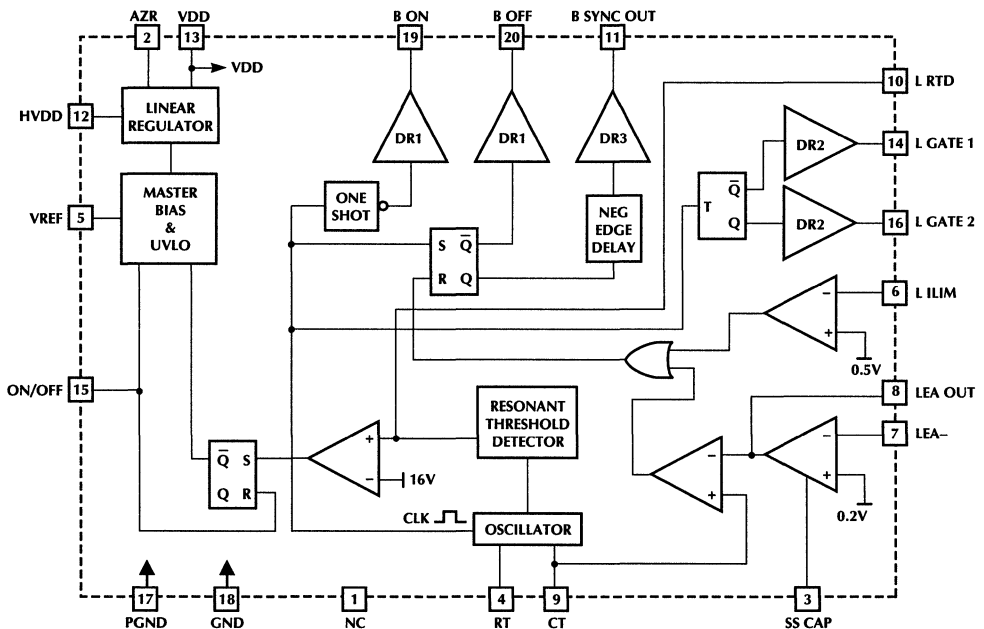 AZR VDD B ON B OFF B SYNC OUT
2 13 19 20 11
VDD
10 L RTD
HVDD 12
LINEAR
REGULATOR
DR1 DR1 DR3
DR2 14 L GATE 1
MASTER
BIAS
&
UVLO
VREF 5
ONE
SHOT
NEG
EDGE
DELAY
T Q̅
Q
DR2 16 L GATE 2
S Q̅
R Q
− 6 L ILIM
+
0.5V
ON/OFF 15
8 LEA OUT
RESONANT
THRESHOLD
DETECTOR
− 7 LEA–
+
0.2V
+
− 16V
−
+
Q̅ S
Q R
CLK
OSCILLATOR
17 18 1 4 9 3
PGND GND NC RT CT SS CAP